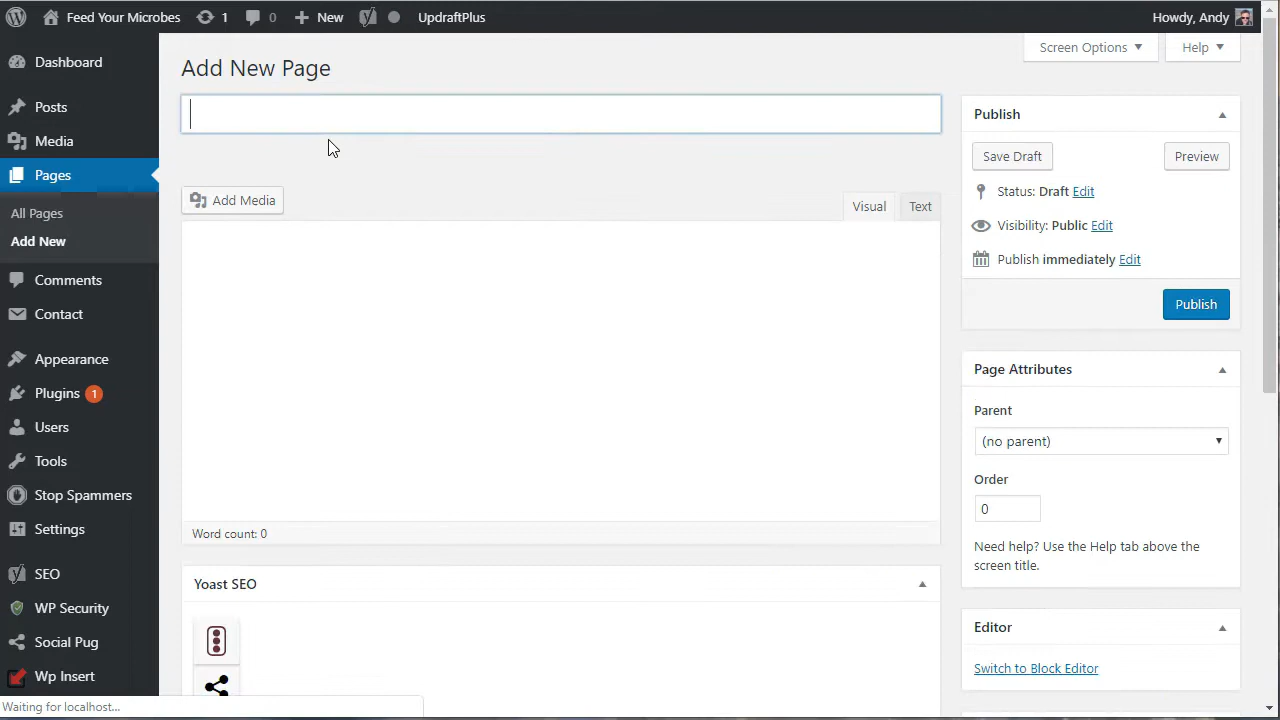 Feed Your Microbes
1
0
New
UpdraftPlus
Howdy, Andy
Screen Options
Help
Dashboard
Posts
Media
Pages
All Pages
Add New
Comments
Contact
Appearance
Plugins 1
Users
Tools
Stop Spammers
Settings
SEO
WP Security
Social Pug
Wp Insert
Add New Page
Add Media
Visual
Text
Word count: 0
Yoast SEO
Publish
Save Draft
Preview
Status: Draft Edit
Visibility: Public Edit
Publish immediately Edit
Publish
Page Attributes
Parent
(no parent)
Order
0
Need help? Use the Help tab above the
screen title.
Editor
Switch to Block Editor
Waiting for localhost...